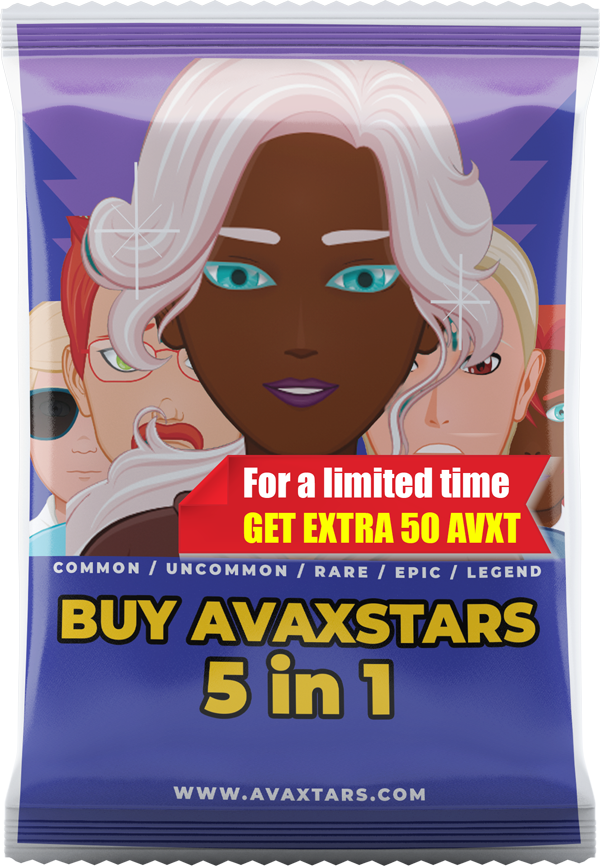 For a limited time
GET EXTRA 50 AVXT
COMMON / UNCOMMON / RARE / EPIC / LEGEND
BUY AVAXSTARS
5 in 1
WWW.AVAXTARS.COM